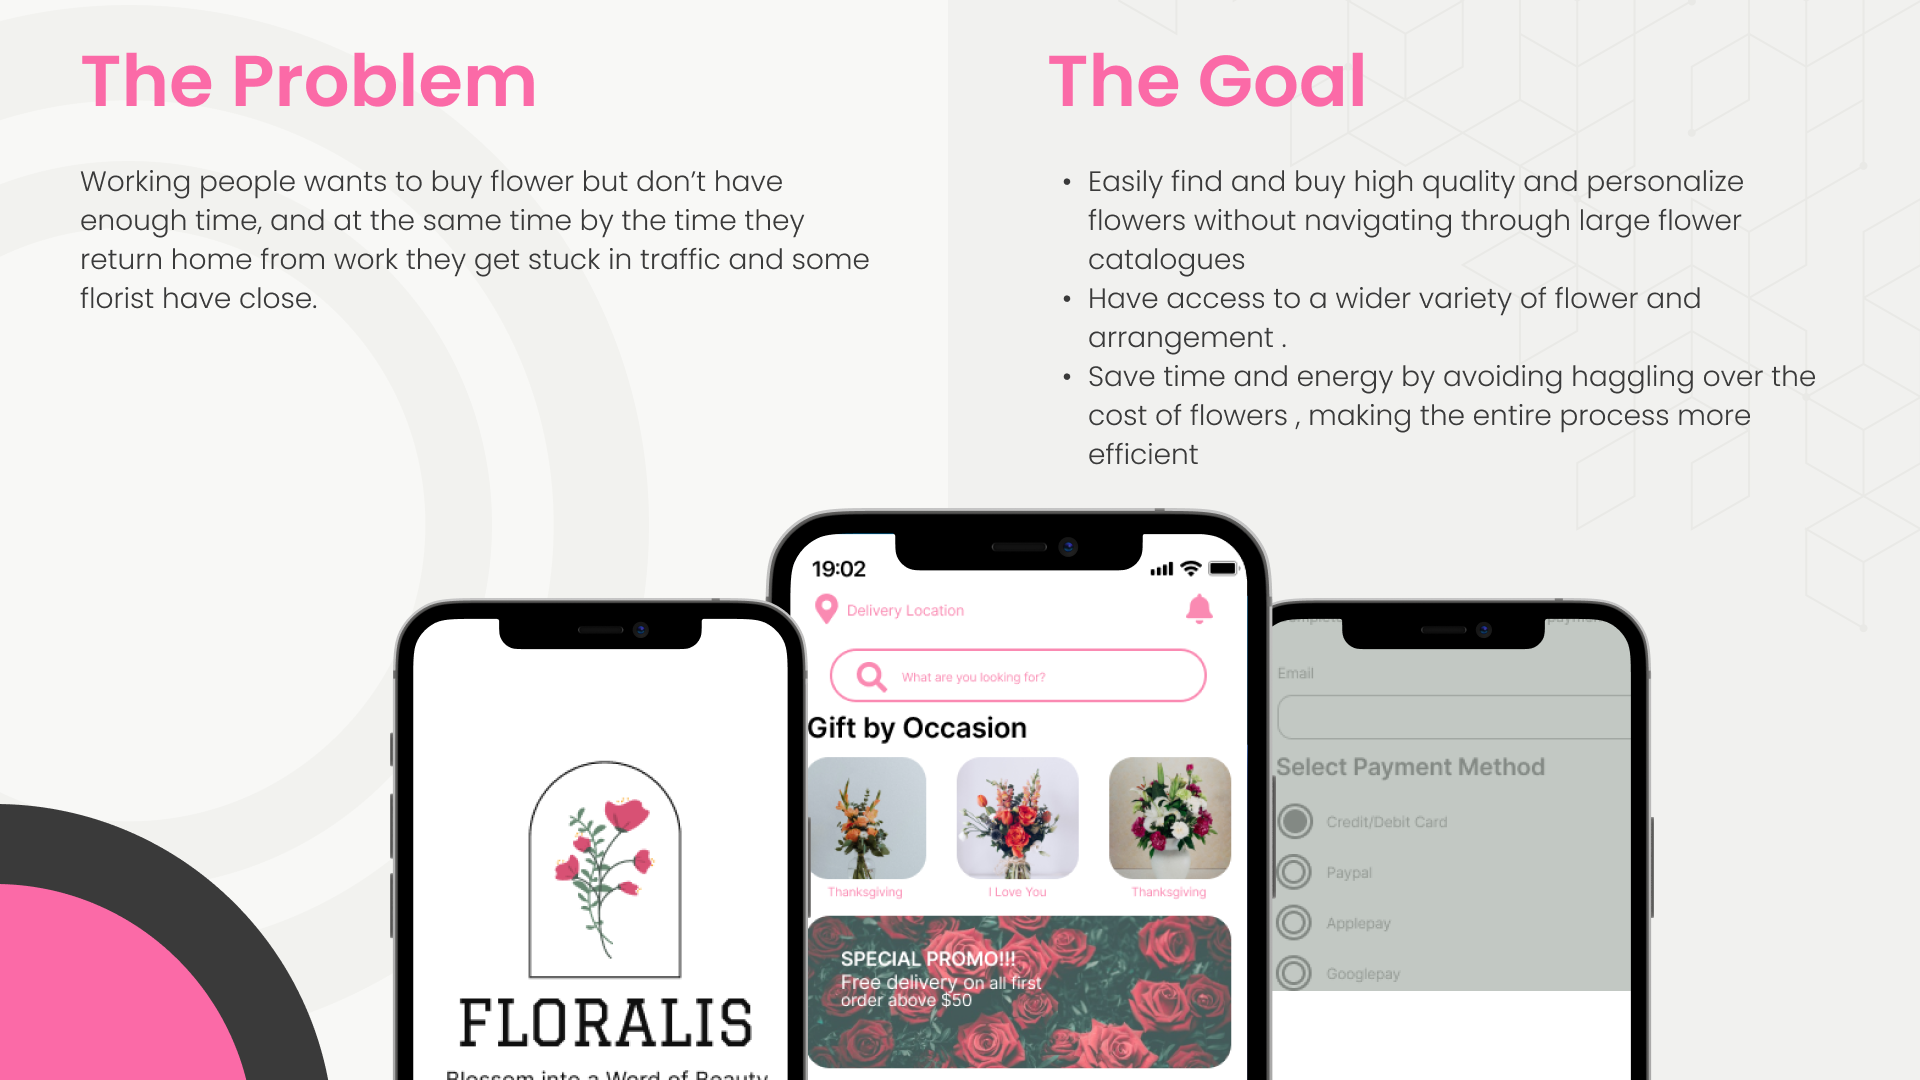 The Problem
Working people wants to buy flower but don’t have
enough time, and at the same time by the time they
return home from work they get stuck in traffic and some
florist have close.
The Goal
• Easily find and buy high quality and personalize
flowers without navigating through large flower
catalogues
• Have access to a wider variety of flower and
arrangement .
• Save time and energy by avoiding haggling over the
cost of flowers , making the entire process more
efficient
FLORALIS
Blossom into a Word of Beauty
19:02
Delivery Location
What are you looking for?
Gift by Occasion
Thanksgiving
I Love You
Thanksgiving
SPECIAL PROMO!!!
Free delivery on all first
order above $50
Email
Select Payment Method
Credit/Debit Card
Paypal
Applepay
Googlepay